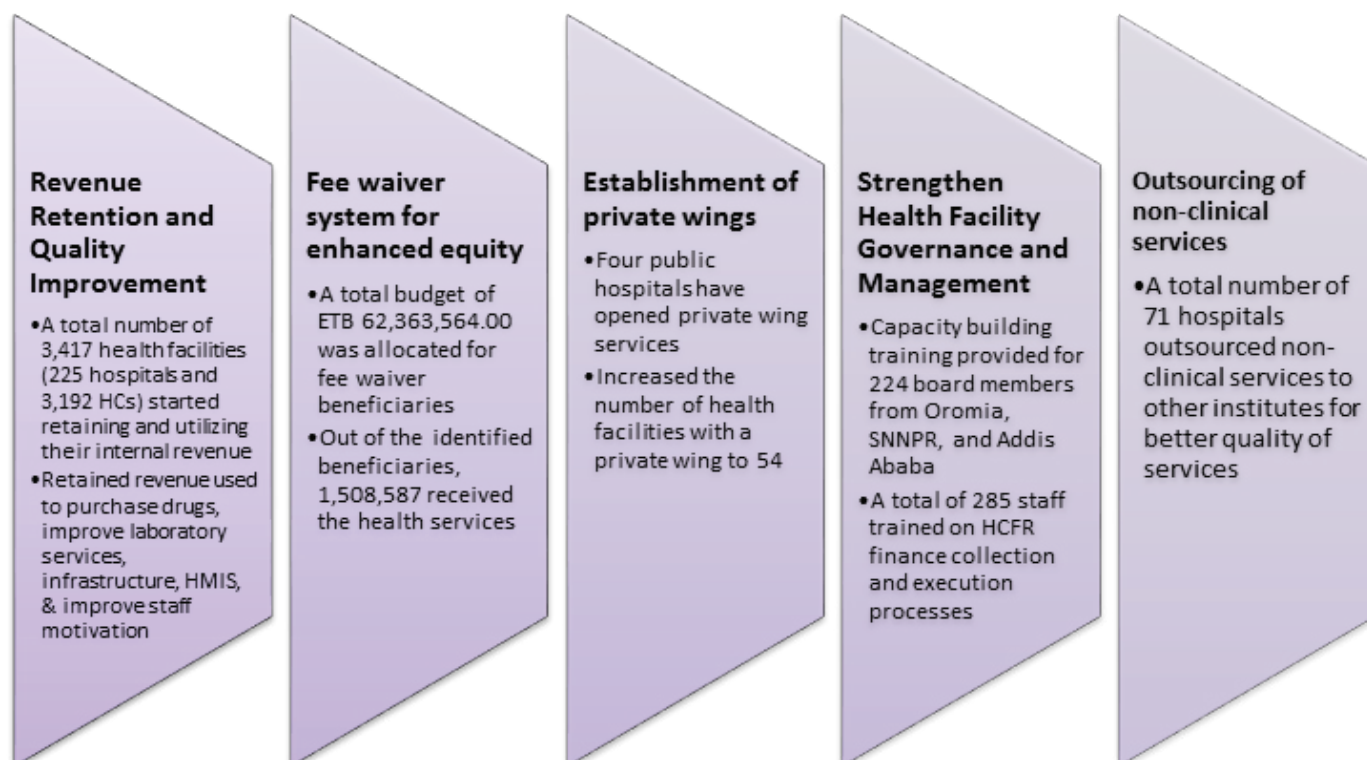 Revenue
Retention and
Quality
Improvement
•A total number of
3,417 health facilities
(225 hospitals and
3,192 HCs) started
retaining and utilizing
their internal revenue
•Retained revenue used
to purchase drugs,
improve laboratory
services,
infrastructure, HMIS,
& improve staff
motivation
Fee waiver
system for
enhanced equity
•A total budget of
ETB 62,363,564.00
was allocated for
fee waiver
beneficiaries
•Out of the identified
beneficiaries,
1,508,587 received
the health services
Establishment of
private wings
•Four public
hospitals have
opened private wing
services
•Increased the
number of health
facilities with a
private wing to 54
Strengthen
Health Facility
Governance and
Management
•Capacity building
training provided for
224 board members
from Oromia,
SNNPR, and Addis
Ababa
•A total of 285 staff
trained on HCFR
finance collection
and execution
processes
Outsourcing of
non-clinical
services
•A total number of
71 hospitals
outsourced non-
clinical services to
other institutes for
better quality of
services